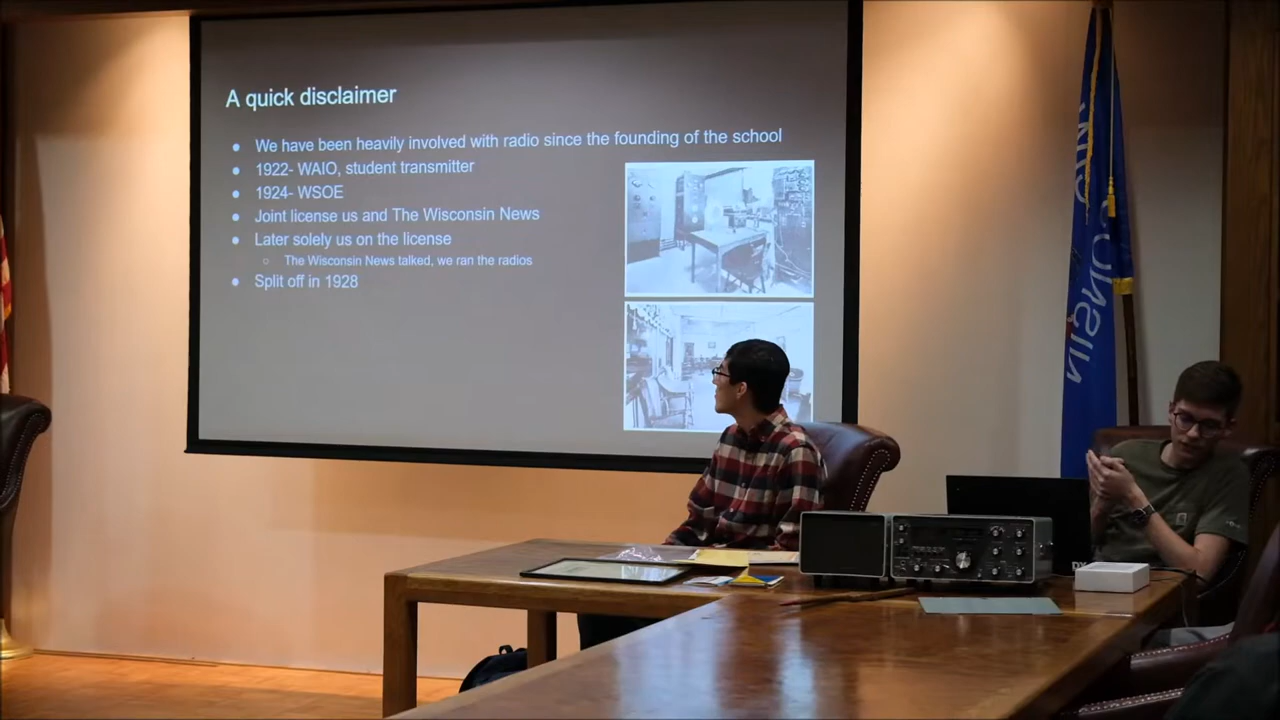 A quick disclaimer
We have been heavily involved with radio since the founding of the school
1922- WAIO, student transmitter
1924- WSOE
Joint license us and The Wisconsin News
Later solely us on the license
The Wisconsin News talked, we ran the radios
Split off in 1928
WISCONSIN
DX